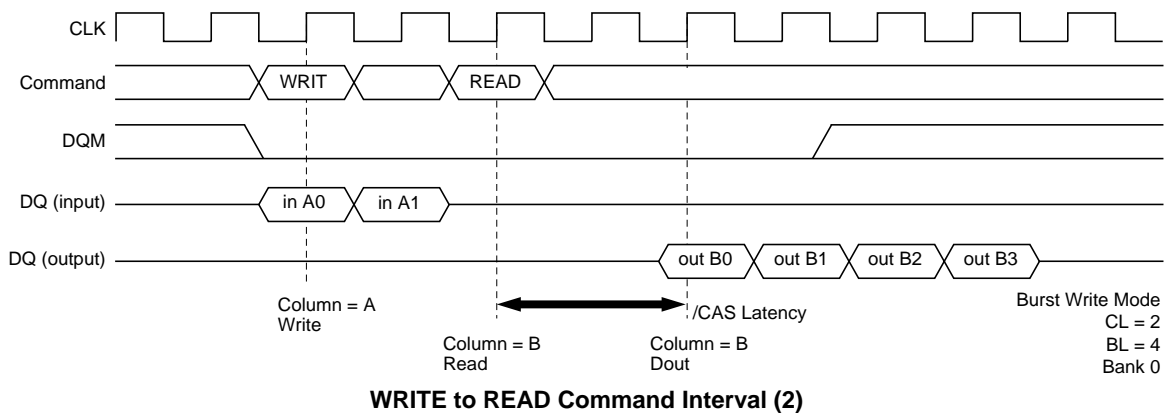 CLK
Command
WRIT
READ
DQM
DQ (input)
in A0
in A1
DQ (output)
out B0
out B1
out B2
out B3
Column = A
Write
/CAS Latency
Column = B
Read
Column = B
Dout
Burst Write Mode
CL = 2
BL = 4
Bank 0
WRITE to READ Command Interval (2)